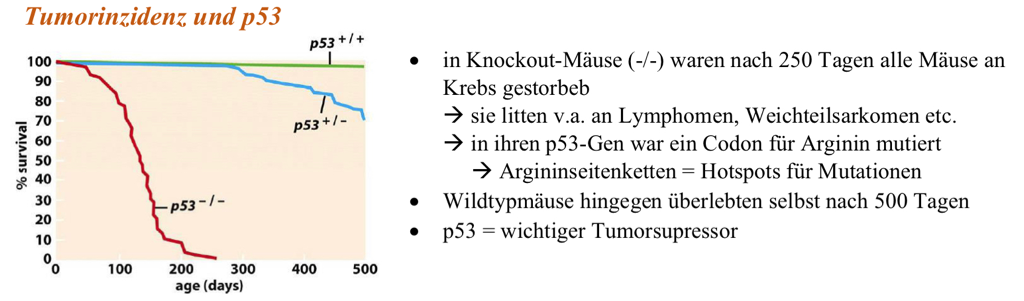 Tumorinzidenz und p53
p53+/+
p53+/–
p53–/–
% survival
100
90
80
70
60
50
40
30
20
10
0
0 100 200 300 400 500
age (days)
• in Knockout-Mäuse (-/-) waren nach 250 Tagen alle Mäuse an
Krebs gestorbeb
→ sie litten v.a. an Lymphomen, Weichteilsarkomen etc.
→ in ihren p53-Gen war ein Codon für Arginin mutiert
→ Argininseitenketten = Hotspots für Mutationen
• Wildtypmäuse hingegen überlebten selbst nach 500 Tagen
• p53 = wichtiger Tumorsupressor